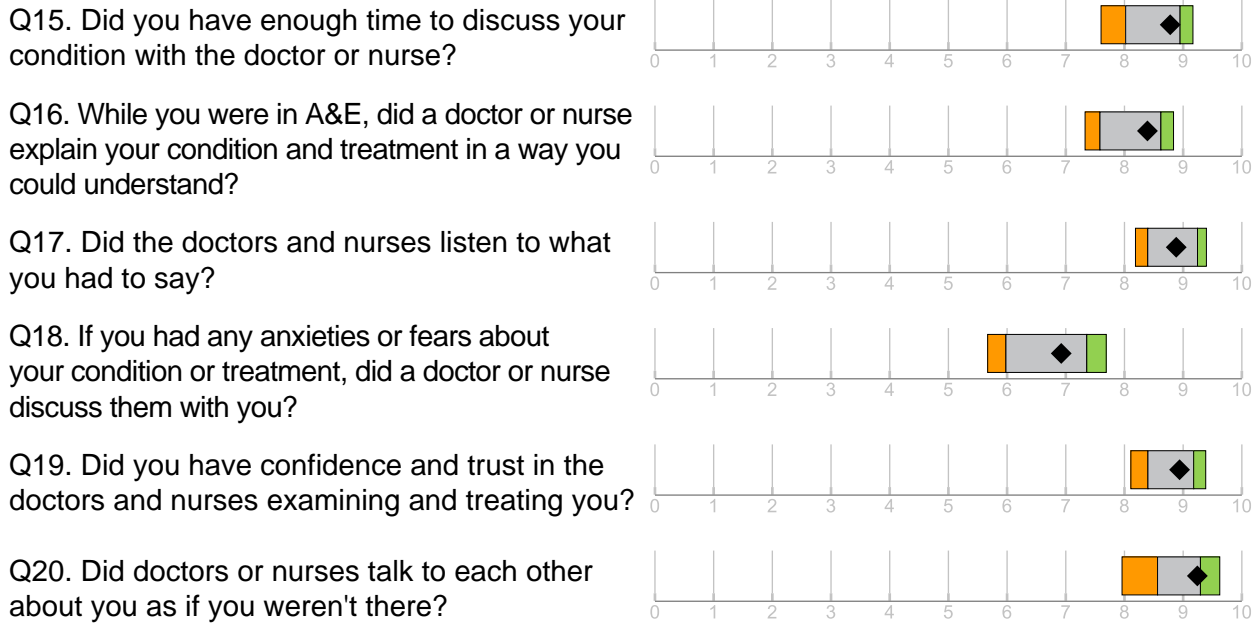 Q15. Did you have enough time to discuss your
condition with the doctor or nurse?
0 1 2 3 4 5 6 7 8 9 10
Q16. While you were in A&E, did a doctor or nurse
explain your condition and treatment in a way you
could understand?
0 1 2 3 4 5 6 7 8 9 10
Q17. Did the doctors and nurses listen to what
you had to say?
0 1 2 3 4 5 6 7 8 9 10
Q18. If you had any anxieties or fears about
your condition or treatment, did a doctor or nurse
discuss them with you?
0 1 2 3 4 5 6 7 8 9 10
Q19. Did you have confidence and trust in the
doctors and nurses examining and treating you?
0 1 2 3 4 5 6 7 8 9 10
Q20. Did doctors or nurses talk to each other
about you as if you weren't there?
0 1 2 3 4 5 6 7 8 9 10